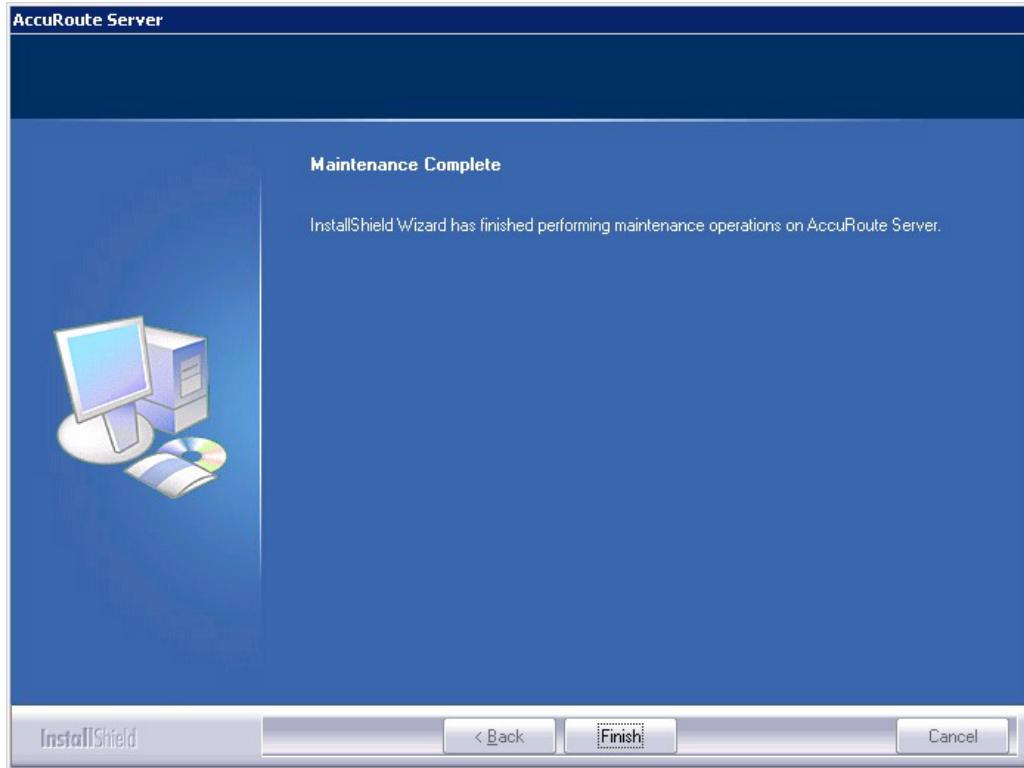 AccuRoute Server
Maintenance Complete
InstallShield Wizard has finished performing maintenance operations on AccuRoute Server.
InstallShield
< Back
Finish
Cancel